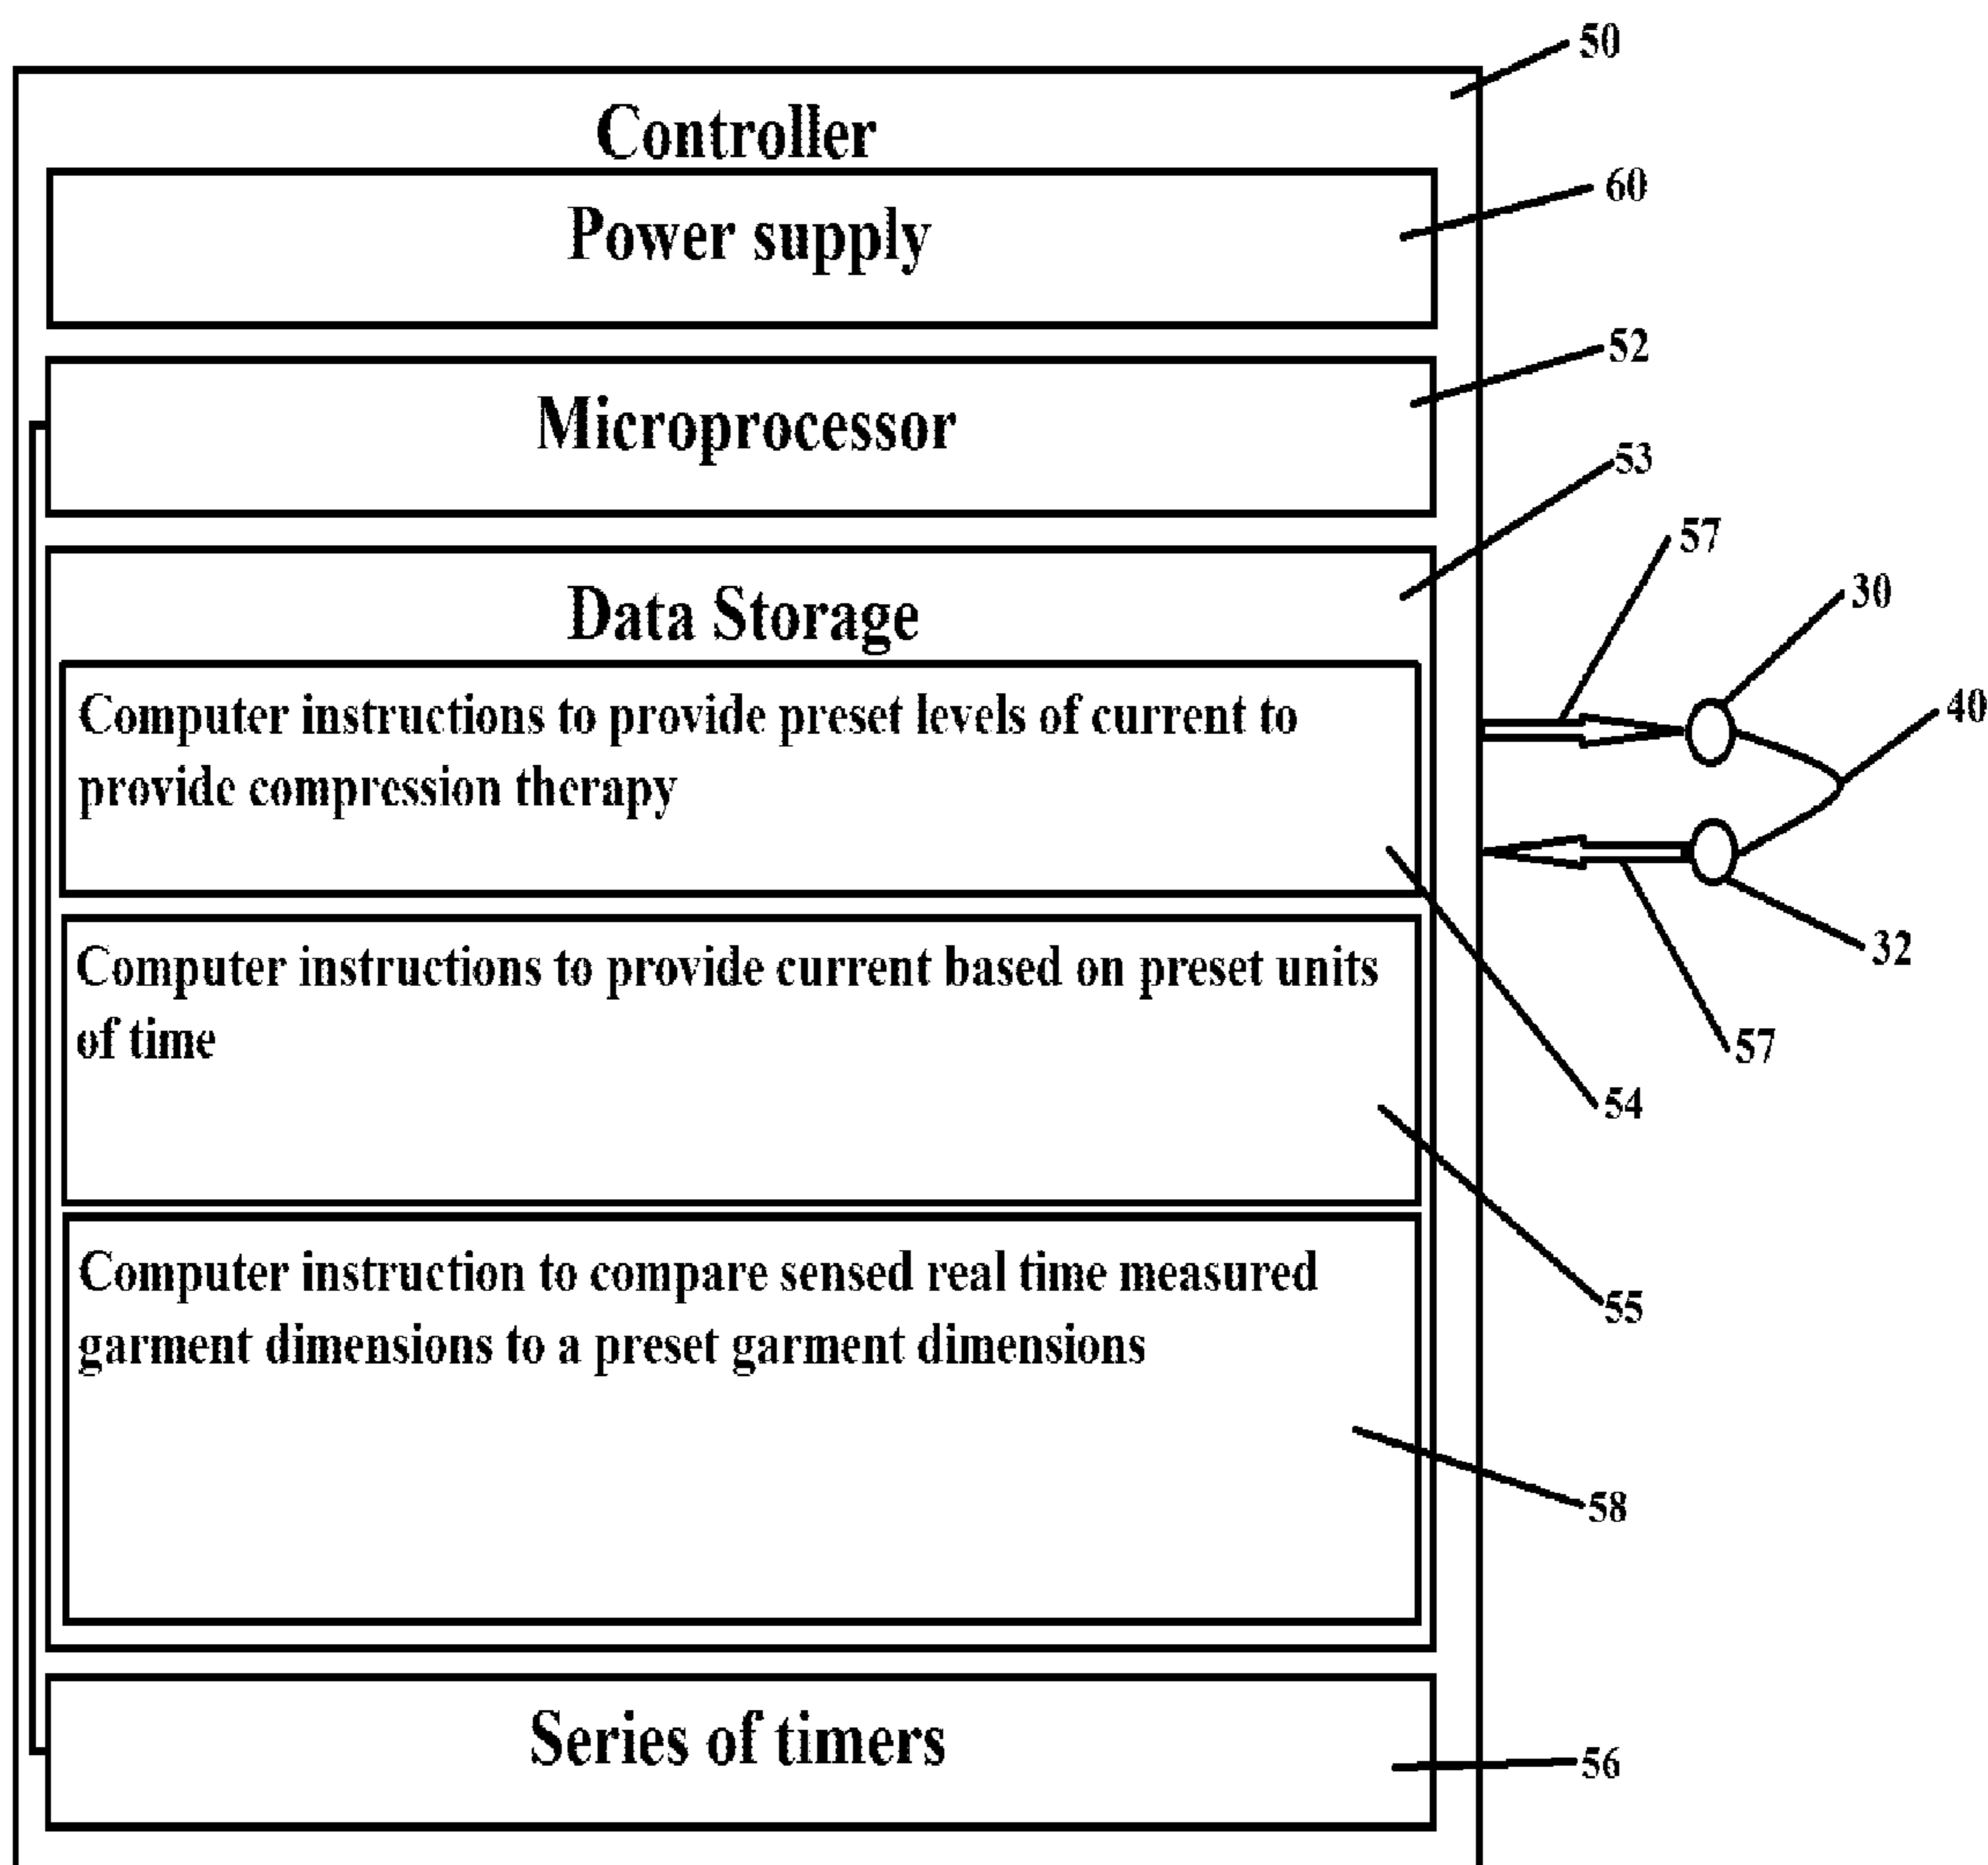 50
Controller
60
Power supply
52
Microprocessor
53
57
30
Data Storage
40
Computer instructions to provide preset levels of current to
provide compression therapy
32
Computer instructions to provide current based on preset units
of time
57
54
Computer instruction to compare sensed real time measured
garment dimensions to a preset garment dimensions
55
58
Series of timers
56